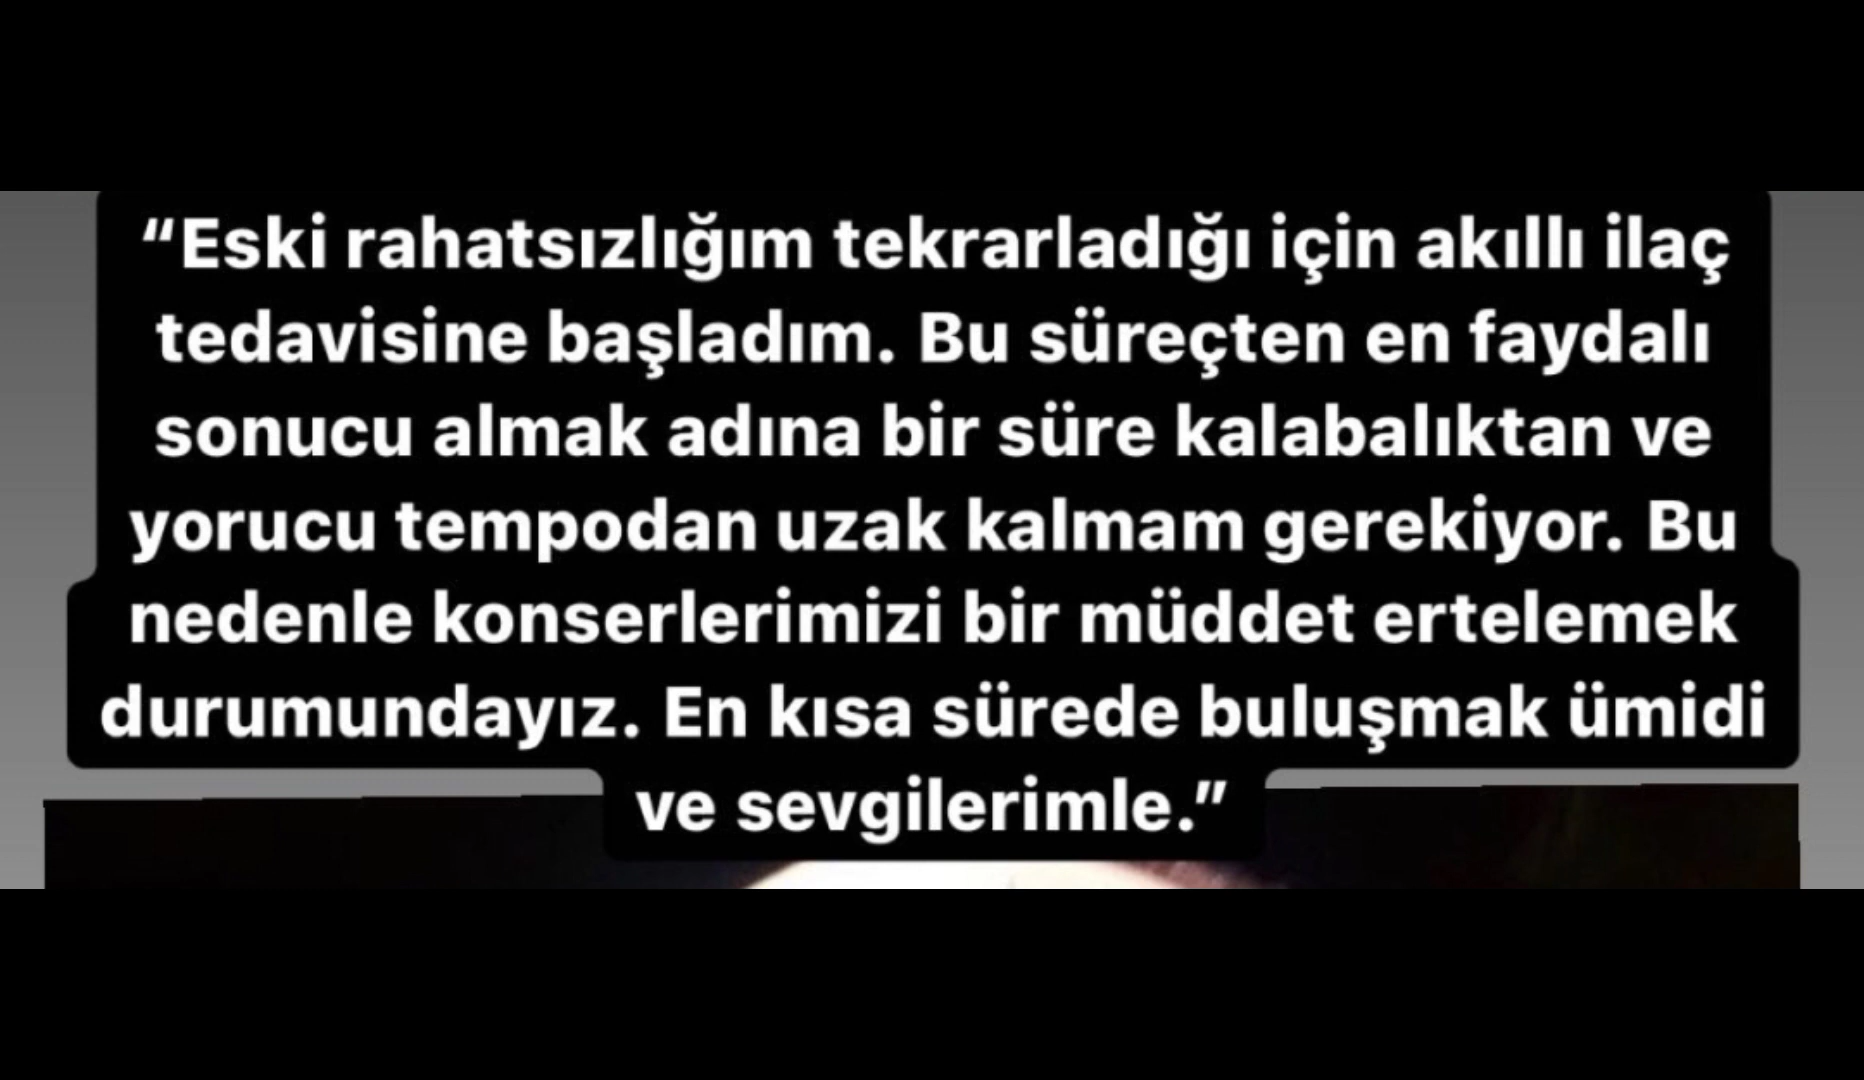 “Eski rahatsızlığım tekrarladığı için akıllı ilaç
tedavisine başladım. Bu süreçten en faydalı
sonucu almak adına bir süre kalabalıktan ve
yorucu tempodan uzak kalmam gerekiyor. Bu
nedenle konserlerimizi bir müddet ertelemek
durumundayız. En kısa sürede buluşmak ümidi
ve sevgilerimle.”